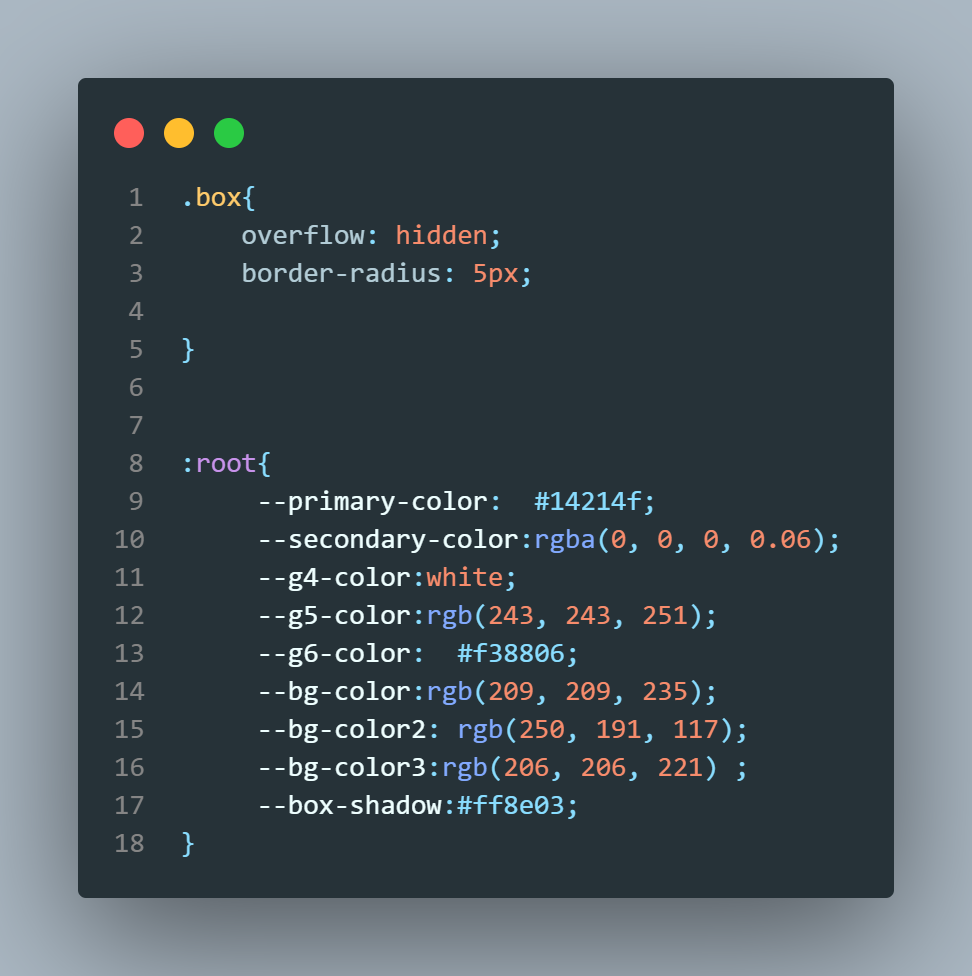 1 .box{
2     overflow: hidden;
3     border-radius: 5px;
4
5 }
6
7
8 :root{
9      --primary-color:  #14214f;
10      --secondary-color:rgba(0, 0, 0, 0.06);
11      --g4-color:white;
12      --g5-color:rgb(243, 243, 251);
13      --g6-color:  #f38806;
14      --bg-color:rgb(209, 209, 235);
15      --bg-color2: rgb(250, 191, 117);
16      --bg-color3:rgb(206, 206, 221) ;
17      --box-shadow:#ff8e03;
18 }